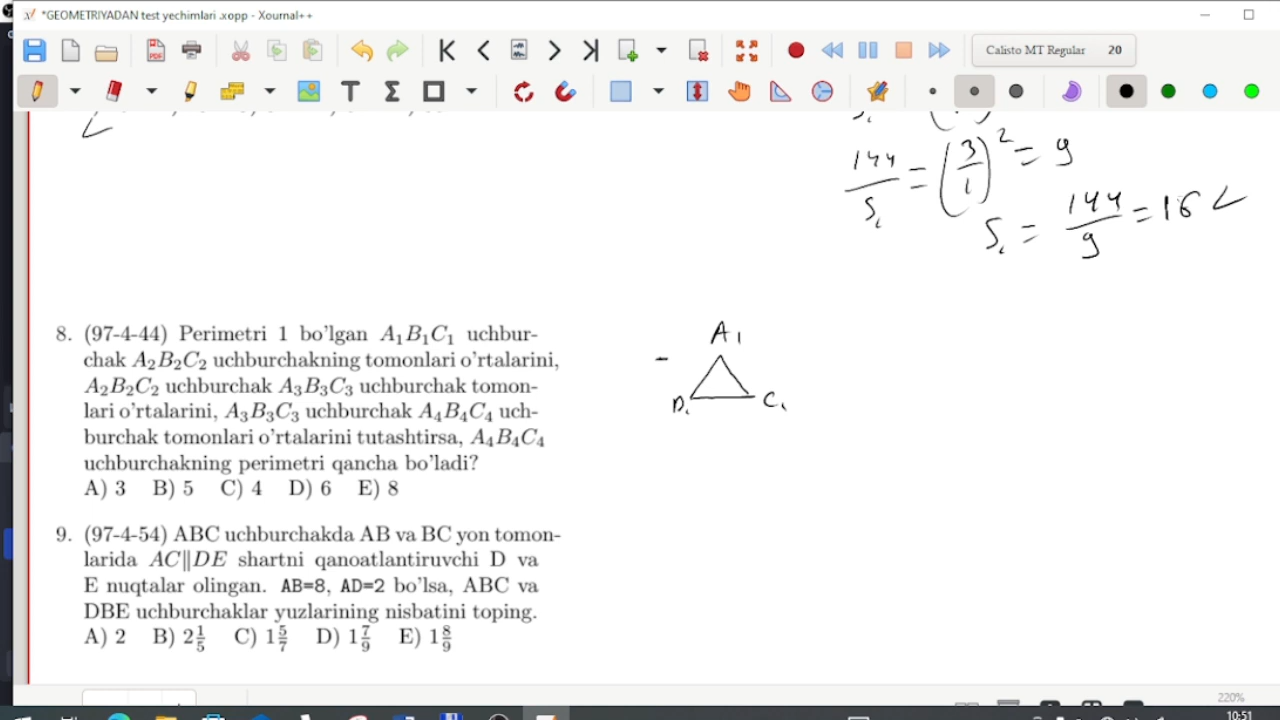 *GEOMETRIYADAN test yechimlari .xopp - Xournal++
Calisto MT Regular 20
144/S₁ = (3/1)² = 9
S₁ = 144/9 = 16
8. (97-4-44) Perimetri 1 bo'lgan A₁B₁C₁ uchbur-
chak A₂B₂C₂ uchburchakning tomonlari o'rtalarini,
A₂B₂C₂ uchburchak A₃B₃C₃ uchburchak tomon-
lari o'rtalarini, A₃B₃C₃ uchburchak A₄B₄C₄ uch-
burchak tomonlari o'rtalarini tutashtirsa, A₄B₄C₄
uchburchakning perimetri qancha bo'ladi?
A) 3 B) 5 C) 4 D) 6 E) 8
A₁
C₁
9. (97-4-54) ABC uchburchakda AB va BC yon tomon-
larida AC∥DE shartni qanoatlantiruvchi D va
E nuqtalar olingan. AB=8, AD=2 bo'lsa, ABC va
DBE uchburchaklar yuzlarining nisbatini toping.
A) 2 B) 2 1/5 C) 1 5/7 D) 1 7/9 E) 1 8/9
220%
10:51